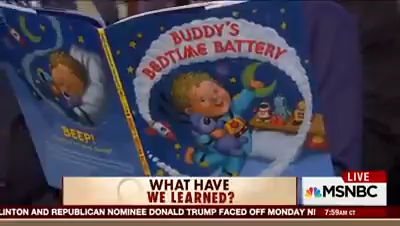 BUDDY'S
BEDTIME BATTERY
BEEP!
WHAT HAVE
WE LEARNED?
LIVE
MSNBC
LINTON AND REPUBLICAN NOMINEE DONALD TRUMP FACED OFF MONDAY NI
7:59AM CT